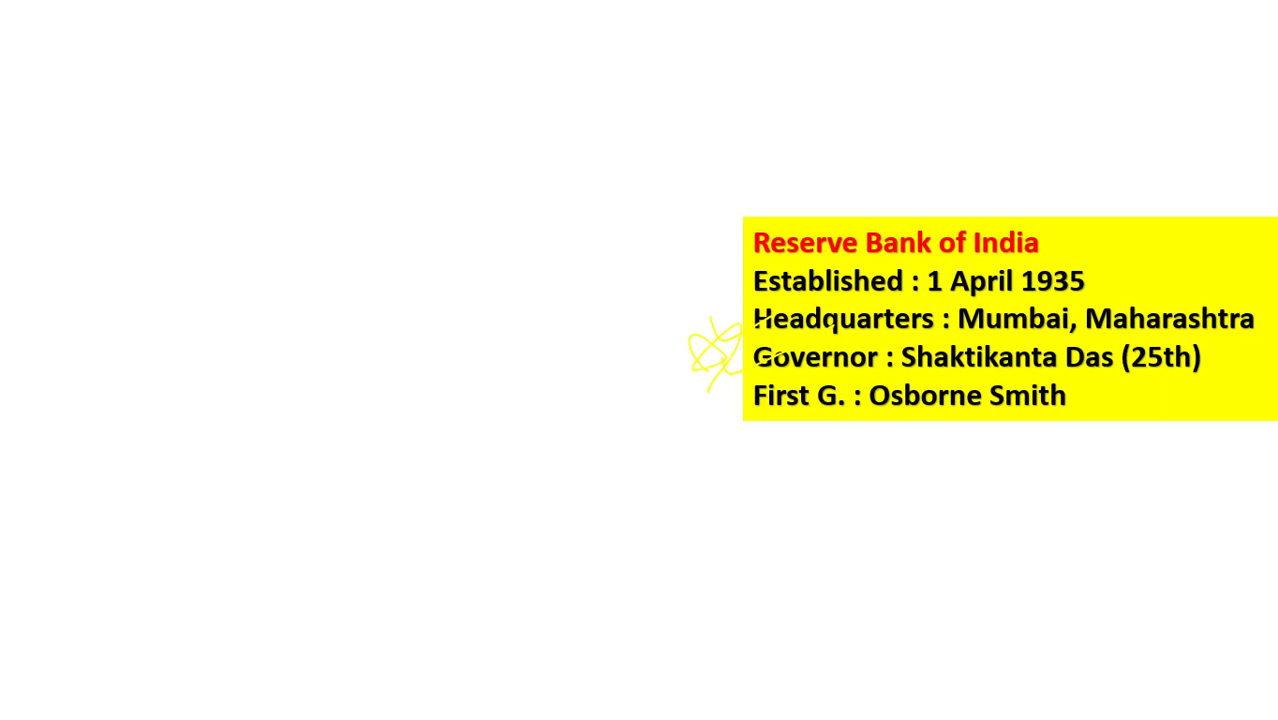 Reserve Bank of India
Established : 1 April 1935
Headquarters : Mumbai, Maharashtra
Governor : Shaktikanta Das (25th)
First G. : Osborne Smith